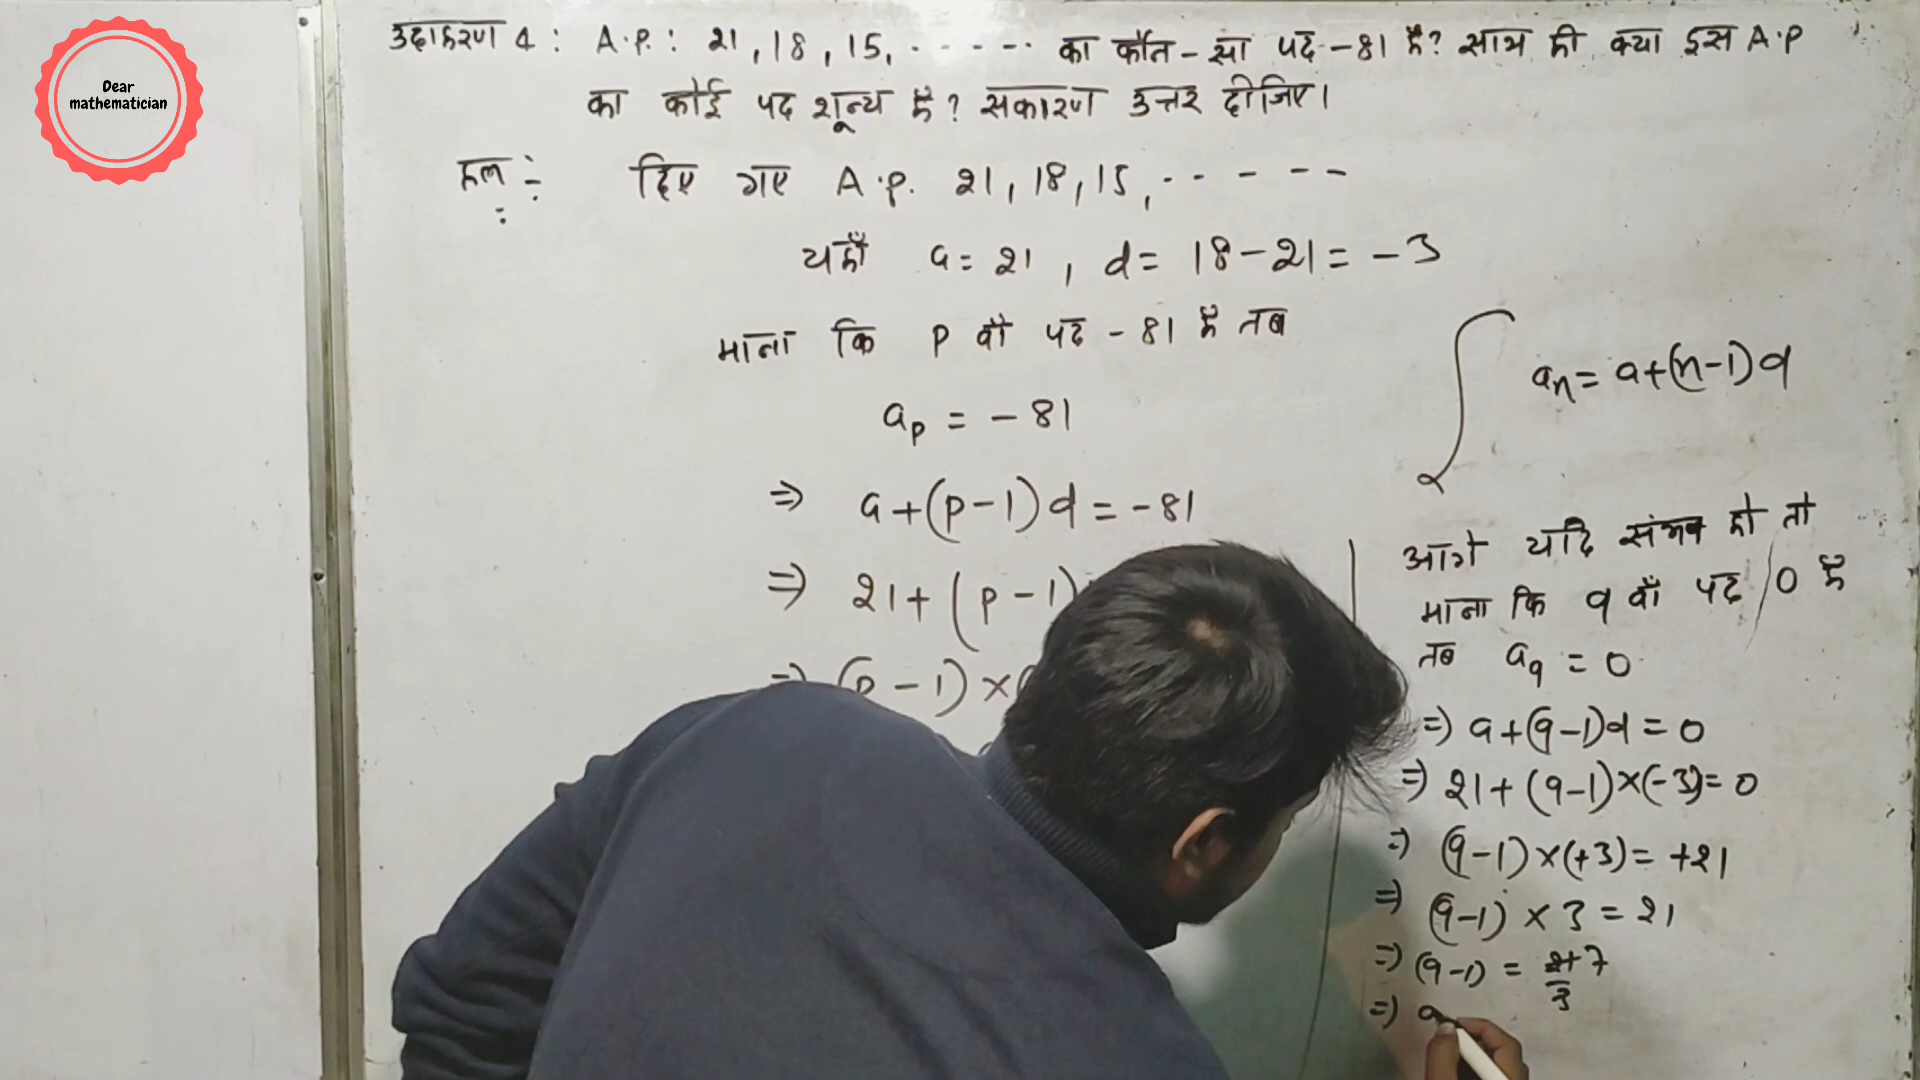 Dear
mathematician
उदाहरण 4 : A.P. : 21, 18, 15, ...... का कौन-सा पद -81 है? साथ ही क्या इस A.P
का कोई पद शून्य है? सकारण उत्तर दीजिए।
हल :- दिए गए A.P. 21, 18, 15, ......
यहाँ a = 21, d = 18-21 = -3
माना कि p वाँ पद -81 है तब
a_p = -81
=> a+(p-1)d = -81
=> 21+(p-1)
=> (p-1)×(
a_n = a+(n-1)d
आगे यदि संभव हो तो
माना कि q वाँ पद 0 है
तब a_q = 0
=> a+(q-1)d = 0
=> 21+(q-1)×(-3) = 0
=> (q-1)×(+3) = +21
=> (q-1)×3 = 21
=> (q-1) = 21/3 7
=>